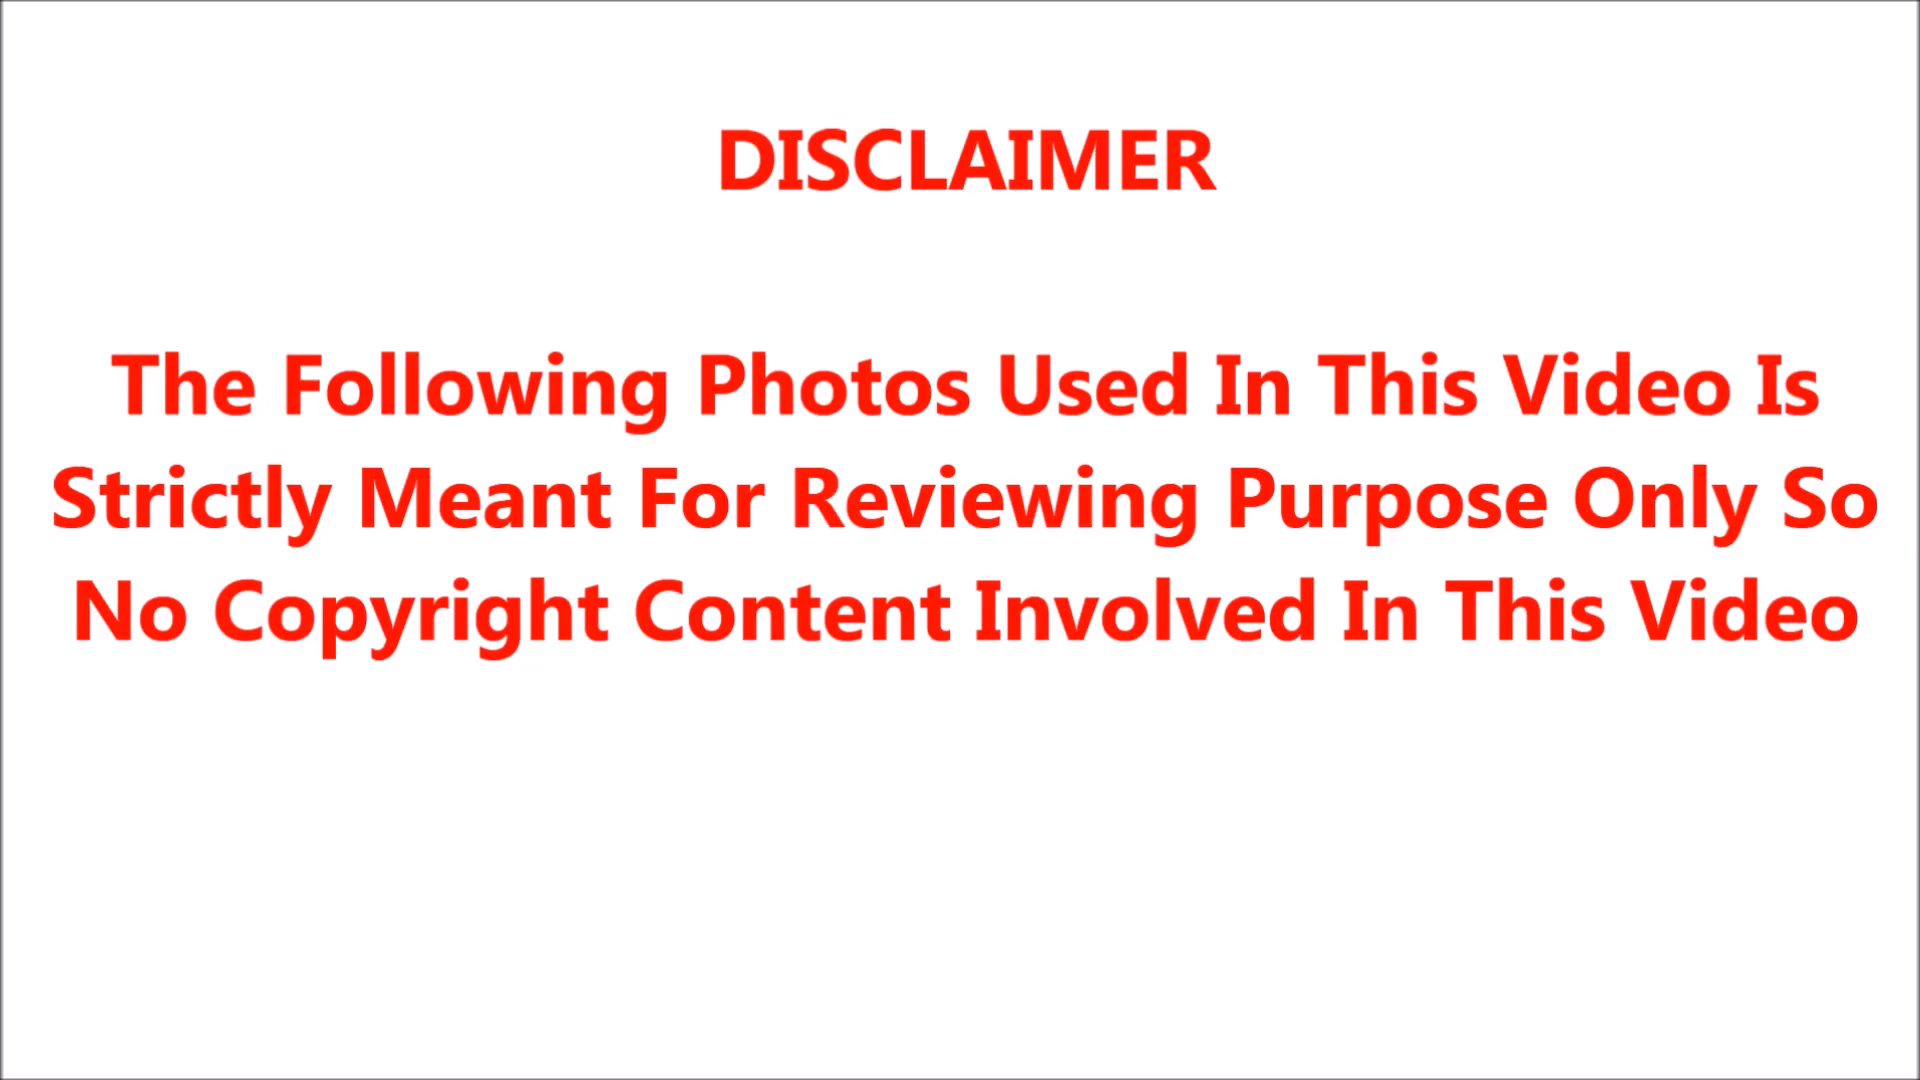 DISCLAIMER
The Following Photos Used In This Video Is
Strictly Meant For Reviewing Purpose Only So
No Copyright Content Involved In This Video